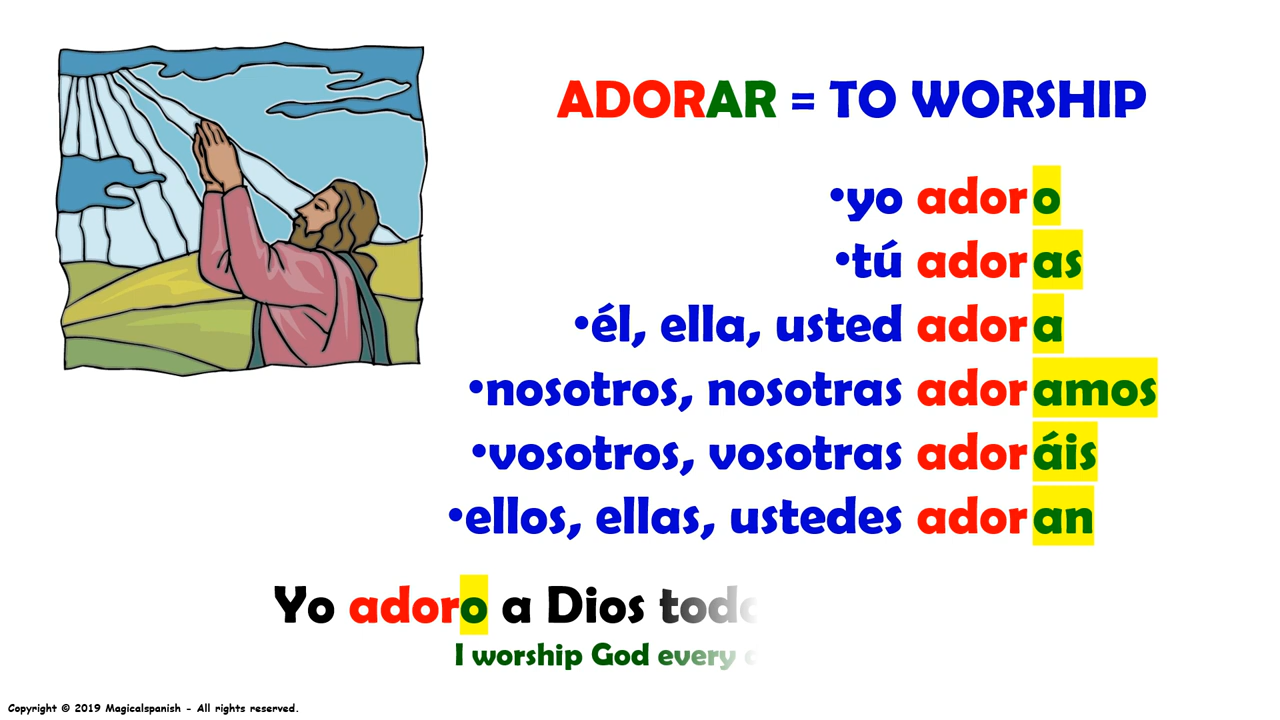 ADORAR = TO WORSHIP
•yo adoro
•tú adoras
•él, ella, usted adora
•nosotros, nosotras adoramos
•vosotros, vosotras adoráis
•ellos, ellas, ustedes adoran
Yo adoro a Dios
I worship God every
Copyright © 2019 Magicalspanish - All rights reserved.